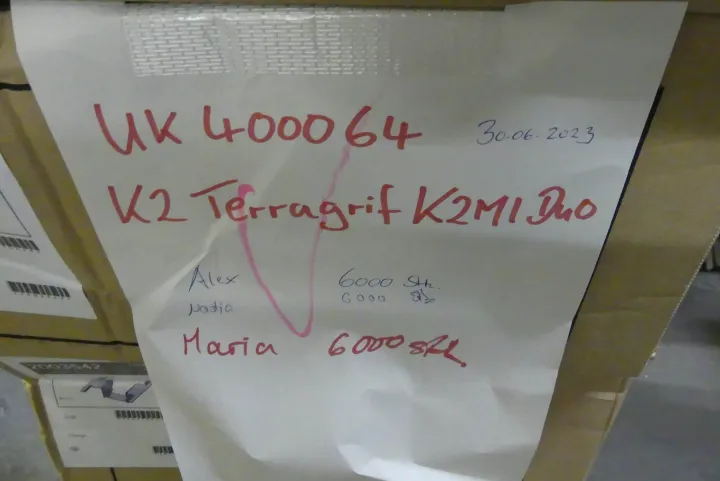 UK 400064 30.06.2023
K2 Terragrif K2M1 Duo
Alex 6000 Stk.
Nadia 6000 Stk
Maria 6000 stk.